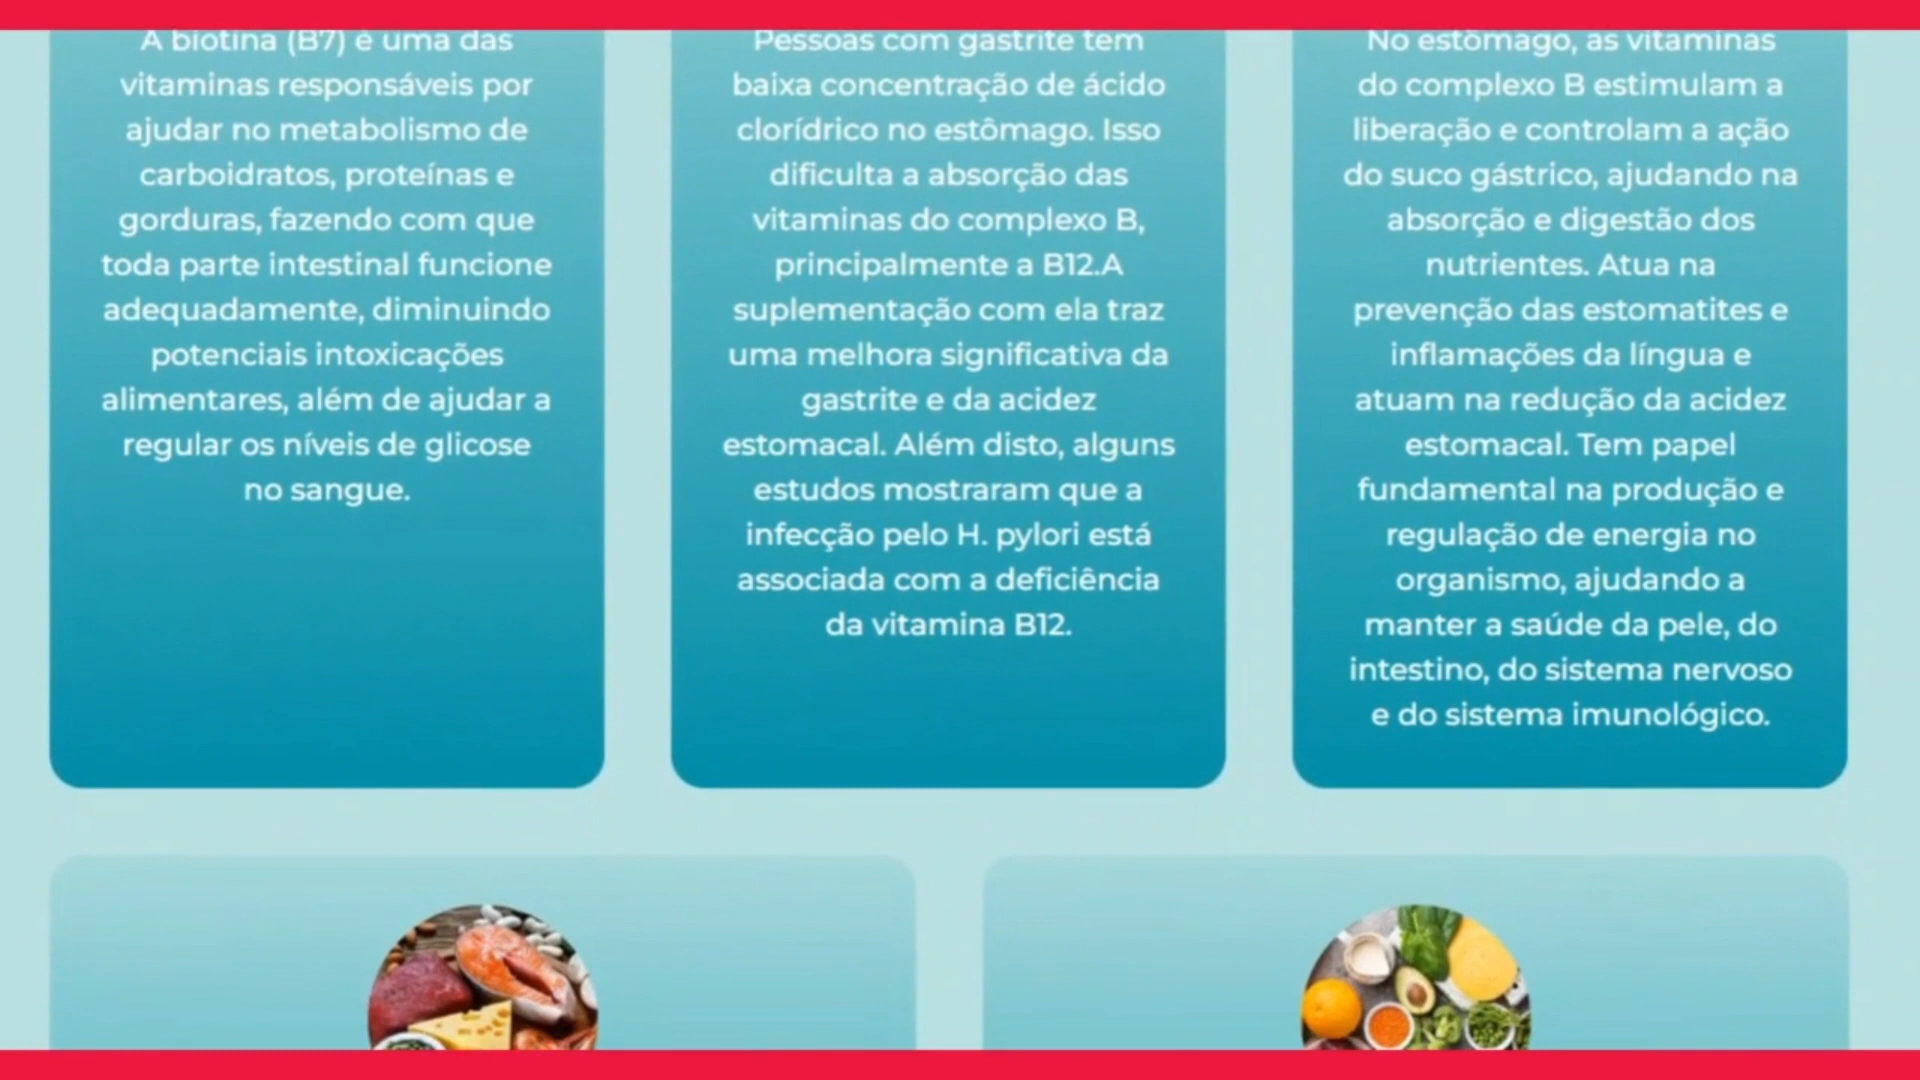 A biotina (B7) é uma das
vitaminas responsáveis por
ajudar no metabolismo de
carboidratos, proteínas e
gorduras, fazendo com que
toda parte intestinal funcione
adequadamente, diminuindo
potenciais intoxicações
alimentares, além de ajudar a
regular os níveis de glicose
no sangue.
Pessoas com gastrite tem
baixa concentração de ácido
clorídrico no estômago. Isso
dificulta a absorção das
vitaminas do complexo B,
principalmente a B12.A
suplementação com ela traz
uma melhora significativa da
gastrite e da acidez
estomacal. Além disto, alguns
estudos mostraram que a
infecção pelo H. pylori está
associada com a deficiência
da vitamina B12.
No estômago, as vitaminas
do complexo B estimulam a
liberação e controlam a ação
do suco gástrico, ajudando na
absorção e digestão dos
nutrientes. Atua na
prevenção das estomatites e
inflamações da língua e
atuam na redução da acidez
estomacal. Tem papel
fundamental na produção e
regulação de energia no
organismo, ajudando a
manter a saúde da pele, do
intestino, do sistema nervoso
e do sistema imunológico.